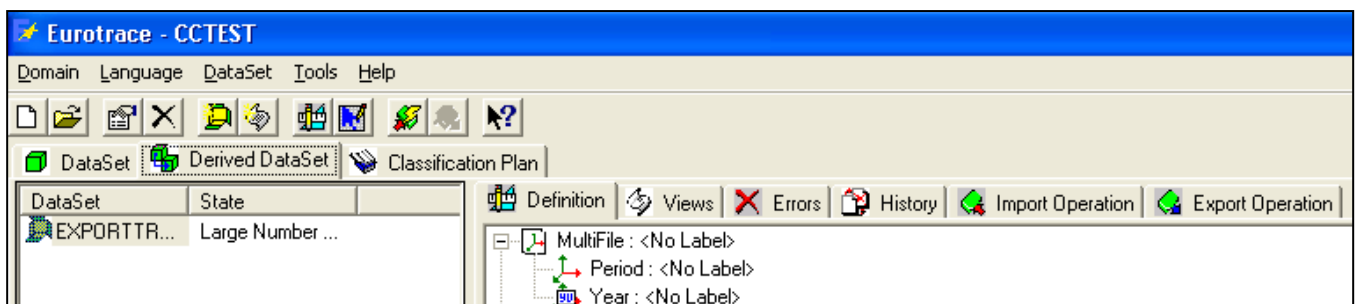 Eurotrace - CCTEST
Domain Language DataSet Tools Help
DataSet Derived DataSet Classification Plan
DataSet State
EXPORTTR... Large Number ...
Definition Views Errors History Import Operation Export Operation
MultiFile : <No Label>
Period : <No Label>
Year : <No Label>